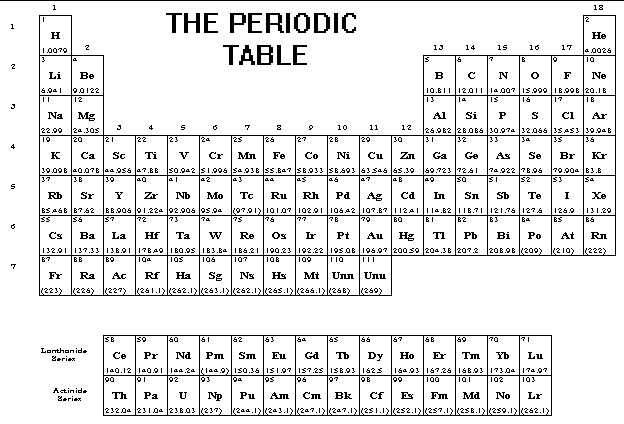 1 18
THE PERIODIC
TABLE
1 1 2
H He
1.0079 4.0026
2 13 14 15 16 17
2 3 4 5 6 7 8 9 10
Li Be B C N O F Ne
6.941 9.0122 10.811 12.011 14.007 15.999 18.998 20.18
3 11 12 13 14 15 16 17 18
Na Mg Al Si P S Cl Ar
22.99 24.305 26.982 28.086 30.974 32.066 35.453 39.948
3 4 5 6 7 8 9 10 11 12
4 19 20 21 22 23 24 25 26 27 28 29 30 31 32 33 34 35 36
K Ca Sc Ti V Cr Mn Fe Co Ni Cu Zn Ga Ge As Se Br Kr
39.098 40.078 44.956 47.88 50.942 51.996 54.938 55.847 58.933 58.693 63.546 65.39 69.723 72.61 74.922 78.96 79.904 83.8
5 37 38 39 40 41 42 43 44 45 46 47 48 49 50 51 52 53 54
Rb Sr Y Zr Nb Mo Tc Ru Rh Pd Ag Cd In Sn Sb Te I Xe
85.468 87.62 88.906 91.224 92.906 95.94 (97.91) 101.07 102.91 106.42 107.87 112.41 114.82 118.71 121.76 127.6 126.9 131.29
6 55 56 57 72 73 74 75 76 77 78 79 80 81 82 83 84 85 86
Cs Ba La Hf Ta W Re Os Ir Pt Au Hg Tl Pb Bi Po At Rn
132.91 137.33 138.91 178.49 180.95 183.84 186.21 190.23 192.22 195.08 196.97 200.59 204.38 207.2 208.98 (209) (210) (222)
7 87 88 89 104 105 106 107 108 109 110 111
Fr Ra Ac Rf Ha Sg Ns Hs Mt Unn Unu
(223) (226) (227) (261.1) (262.1) (263.1) (262.1) (265.1) (266.1) (268) (269)
58 59 60 61 62 63 64 65 66 67 68 69 70 71
Lanthanide
Series
Ce Pr Nd Pm Sm Eu Gd Tb Dy Ho Er Tm Yb Lu
140.12 140.91 144.24 (144.9) 150.36 151.97 157.25 158.93 162.5 164.93 167.26 168.93 173.04 174.97
90 91 92 93 94 95 96 97 98 99 100 101 102 103
Actinide
Series
Th Pa U Np Pu Am Cm Bk Cf Es Fm Md No Lr
232.04 231.04 238.03 (237) (244.1) (243.1) (247.1) (247.1) (251.1) (252.1) (257.1) (258.1) (259.1) (262.1)